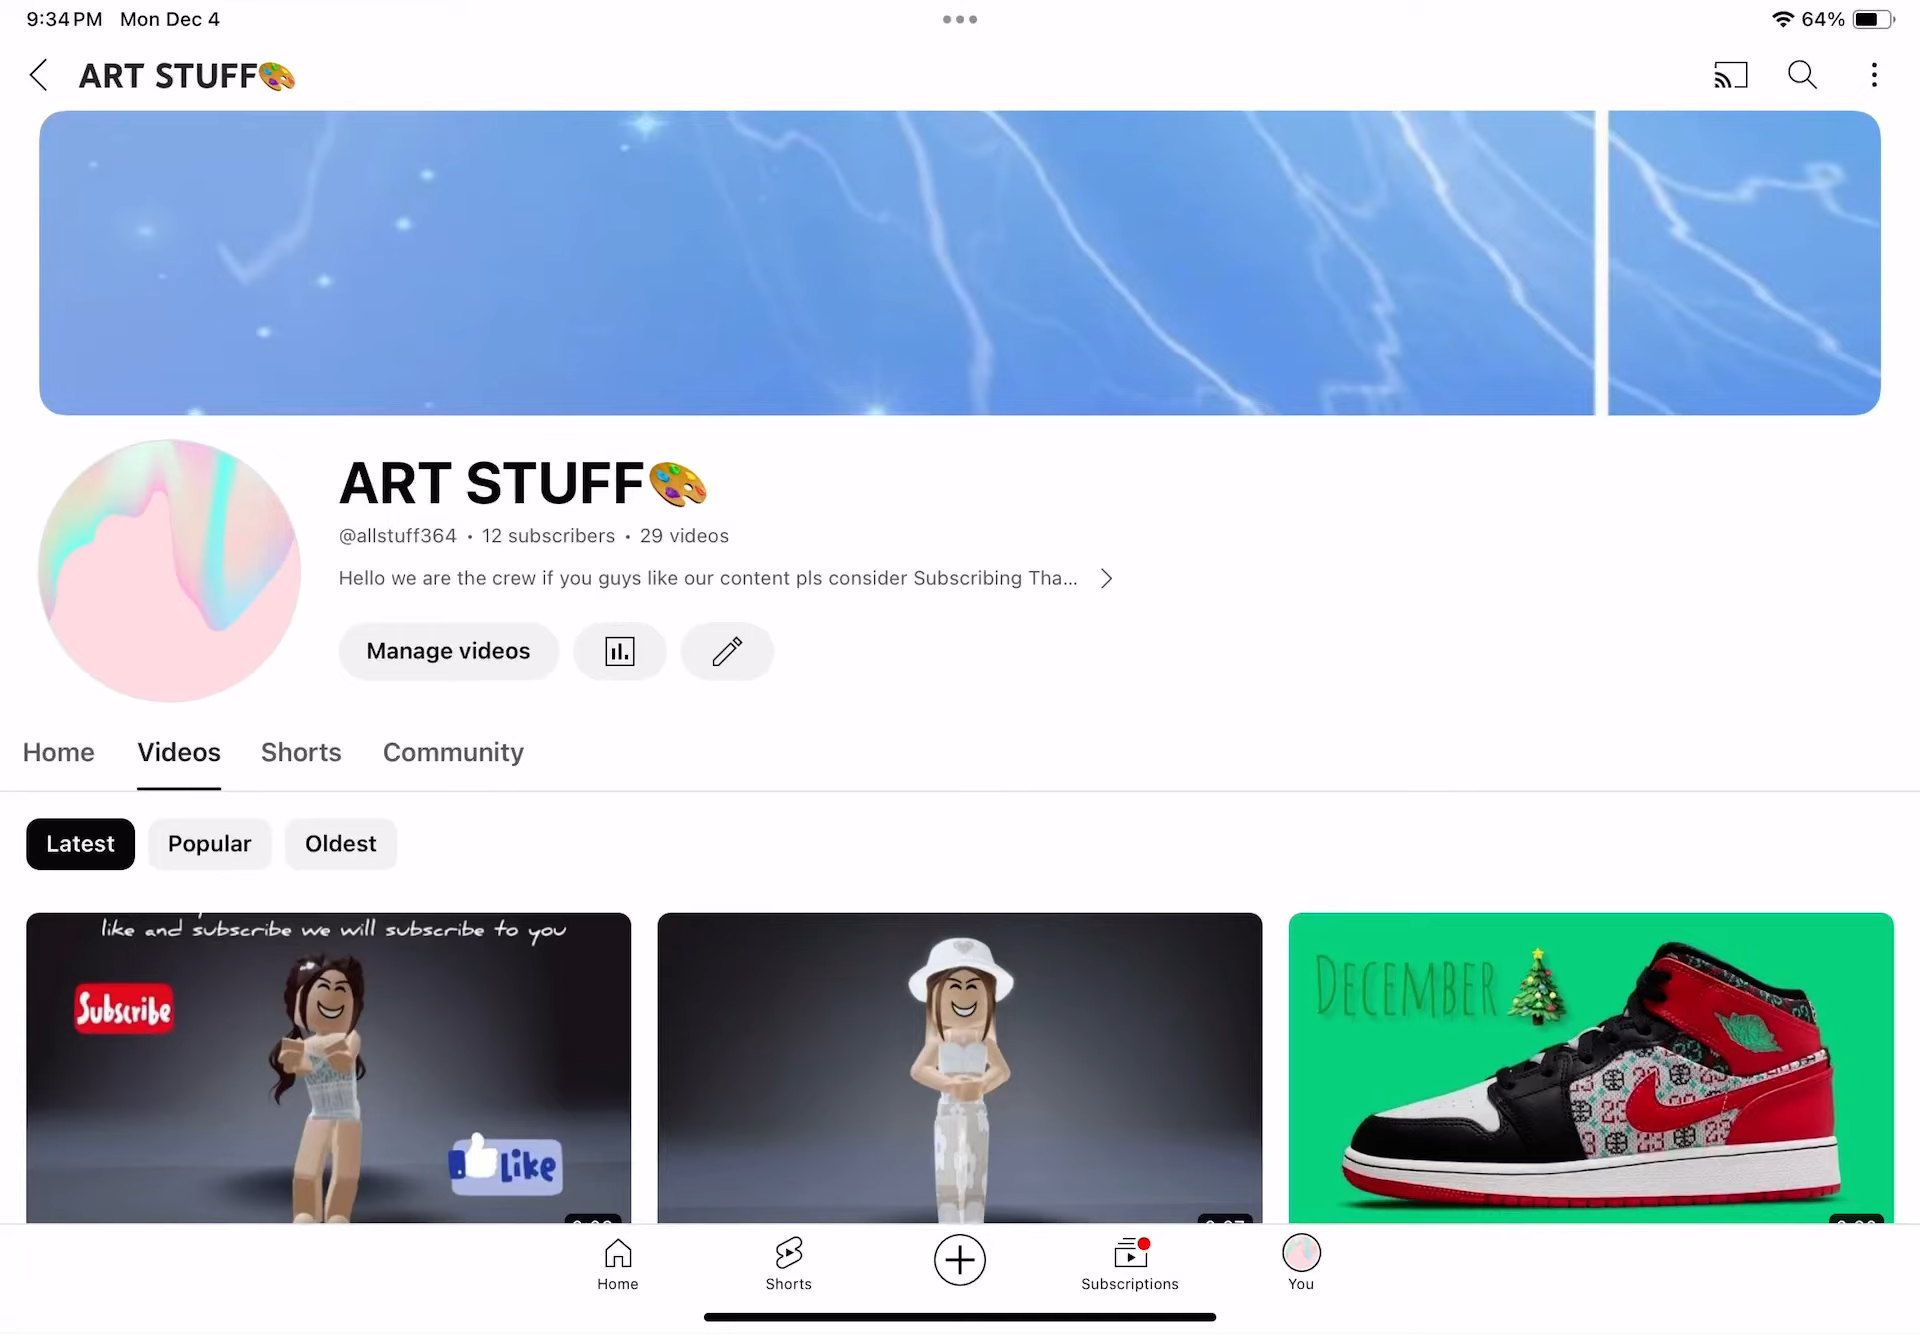 9:34 PM Mon Dec 4
64%
ART STUFF🎨
ART STUFF🎨
@allstuff364 • 12 subscribers • 29 videos
Hello we are the crew if you guys like our content pls consider Subscribing Tha...
Manage videos
Home Videos Shorts Community
Latest Popular Oldest
like and subscribe we will subscribe to you
Subscribe
Like
DECEMBER
23
Home
Shorts
Subscriptions
You